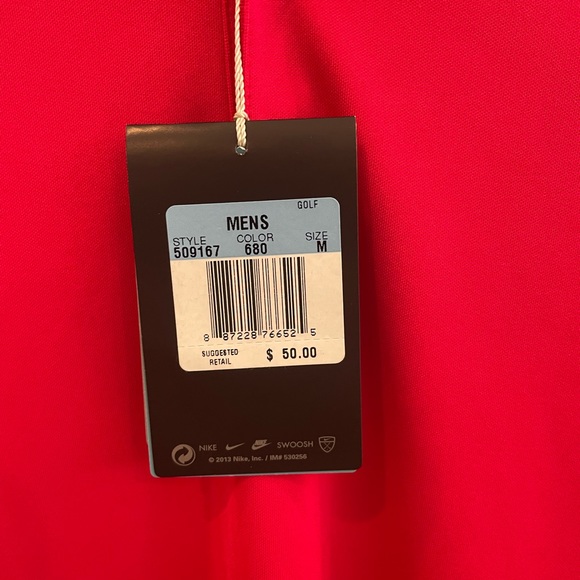 GOLF
MENS
STYLE COLOR SIZE
509167 680 M
8 87228 76652 5
SUGGESTED RETAIL $ 50.00
NIKE SWOOSH
© 2013 Nike, Inc. / IM# 530256